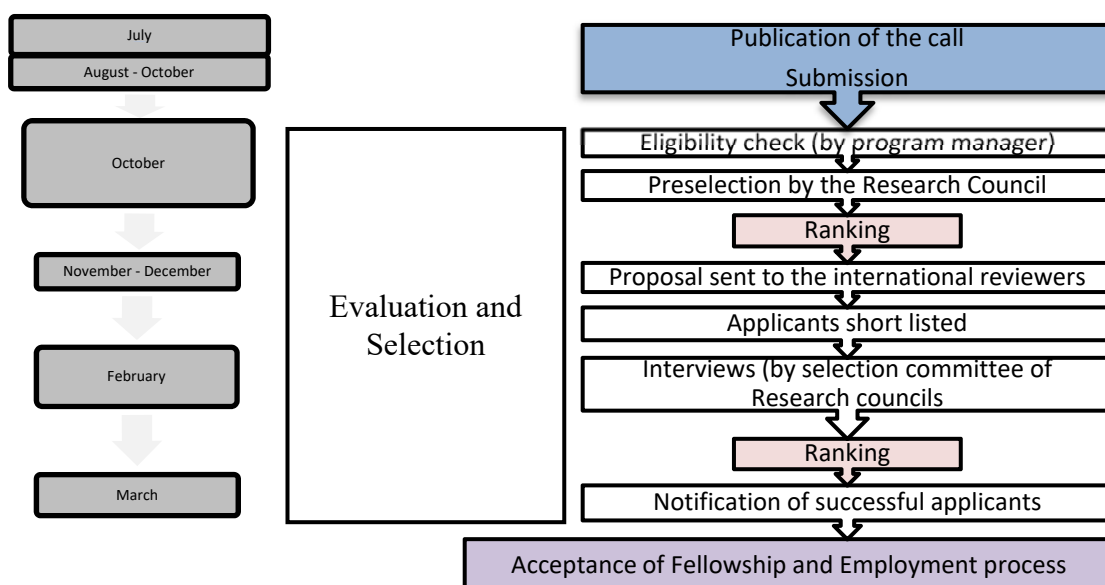 July
August - October
October
November - December
February
March
Evaluation and
Selection
Publication of the call
Submission
Eligibility check (by program manager)
Preselection by the Research Council
Ranking
Proposal sent to the international reviewers
Applicants short listed
Interviews (by selection committee of
Research councils
Ranking
Notification of successful applicants
Acceptance of Fellowship and Employment process